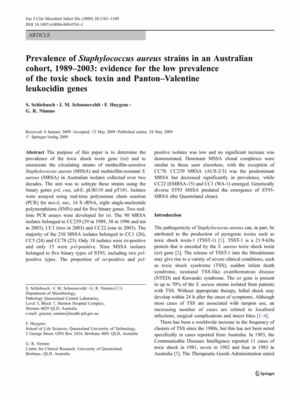 Eur J Clin Microbiol Infect Dis (2009) 28:1183–1189
DOI 10.1007/s10096-009-0761-1
ARTICLE
Prevalence of Staphylococcus aureus strains in an Australian
cohort, 1989–2003: evidence for the low prevalence
of the toxic shock toxin and Panton–Valentine
leukocidin genes
S. Schlebusch · J. M. Schooneveldt · F. Huygens ·
G. R. Nimmo
Received: 6 January 2009 / Accepted: 15 May 2009 / Published online: 24 May 2009
© Springer-Verlag 2009
Abstract The purpose of this paper is to determine the
prevalence of the toxic shock toxin gene (tst) and to
enumerate the circulating strains of methicillin-sensitive
Staphylococcus aureus (MSSA) and methicillin-resistant S.
aureus (MRSA) in Australian isolates collected over two
decades. The aim was to subtype these strains using the
binary genes pvl, cna, sdrE, pUB110 and pT181. Isolates
were assayed using real-time polymerase chain reaction
(PCR) for mecA, nuc, 16 S rRNA, eight single-nucleotide
polymorphisms (SNPs) and for five binary genes. Two real-
time PCR assays were developed for tst. The 90 MRSA
isolates belonged to CC239 (39 in 1989, 38 in 1996 and ten
in 2003), CC1 (two in 2003) and CC22 (one in 2003). The
majority of the 210 MSSA isolates belonged to CC1 (26),
CC5 (24) and CC78 (23). Only 18 isolates were tst-positive
and only 15 were pvl-positive. Nine MSSA isolates
belonged to five binary types of ST93, including two pvl-
positive types. The proportion of tst-positive and pvl-
positive isolates was low and no significant increase was
demonstrated. Dominant MSSA clonal complexes were
similar to those seen elsewhere, with the exception of
CC78. CC239 MRSA (AUS-2/3) was the predominant
MRSA but decreased significantly in prevalence, while
CC22 (EMRSA-15) and CC1 (WA-1) emerged. Genetically
diverse ST93 MSSA predated the emergence of ST93-
MRSA (the Queensland clone).
Introduction
The pathogenicity of Staphylococcus aureus can, in part, be
attributed to the production of pyrogenic toxins such as
toxic shock toxin-1 (TSST-1) [1]. TSST-1 is a 21.9-kDa
protein that is encoded by the S. aureus toxic shock toxin
(tst) gene [2]. The release of TSST-1 into the bloodstream
may give rise to a variety of severe clinical conditions, such
as toxic shock syndrome (TSS), sudden infant death
syndrome, neonatal TSS-like exanthematous disease
(NTED) and Kawasaki syndrome. The tst gene is present
in up to 70% of the S. aureus strains isolated from patients
with TSS. Without appropriate therapy, lethal shock may
develop within 24 h after the onset of symptoms. Although
most cases of TSS are associated with tampon use, an
increasing number of cases are related to localised
infections, surgical complications and insect bites [1–4].
There has been a worldwide increase in the frequency of
clusters of TSS since the 1980s, but this has not been noted
specifically in cases reported from Australia. In 1983, the
Communicable Diseases Intelligence reported 11 cases of
toxic shock in 1981, seven in 1982 and four in 1983 in
Australia [5]. The Therapeutic Goods Administration stated
S. Schlebusch · J. M. Schooneveldt · G. R. Nimmo
Department of Microbiology,
Pathology Queensland Central Laboratory,
Level 5, Block 7, Herston Hospital Complex,
Herston 4029 QLD, Australia
F. Huygens
School of Life Sciences, Queensland University of Technology,
2 George Street, GPO Box 2434, Brisbane 4001 QLD, Australia
G. R. Nimmo
Centre for Clinical Research, University of Queensland,
Brisbane, QLD, Australia